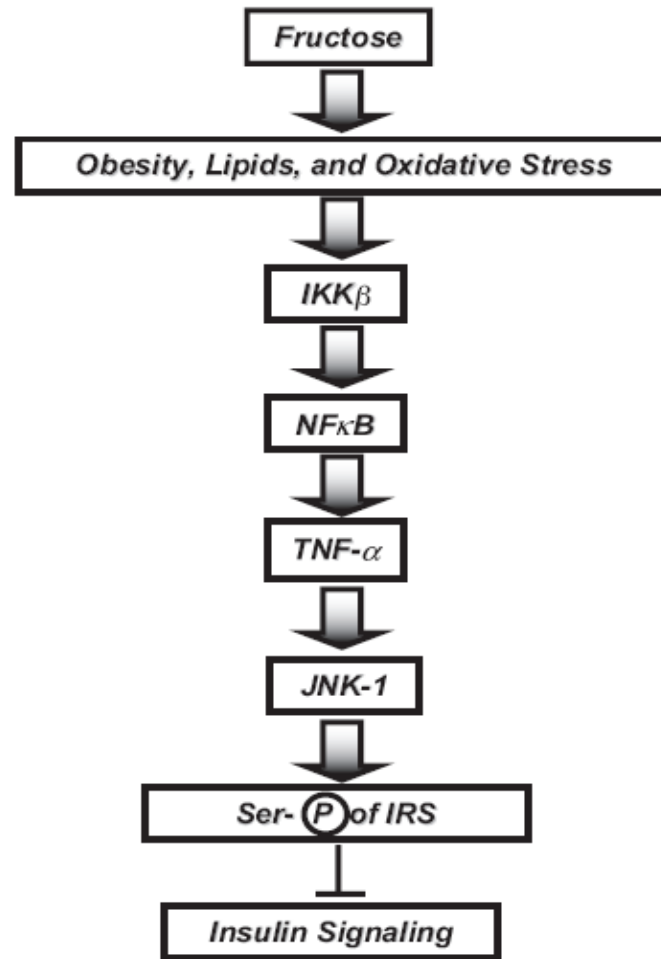 Fructose
Obesity, Lipids, and Oxidative Stress
IKKβ
NFκB
TNF-α
JNK-1
Ser- P of IRS
Insulin Signaling